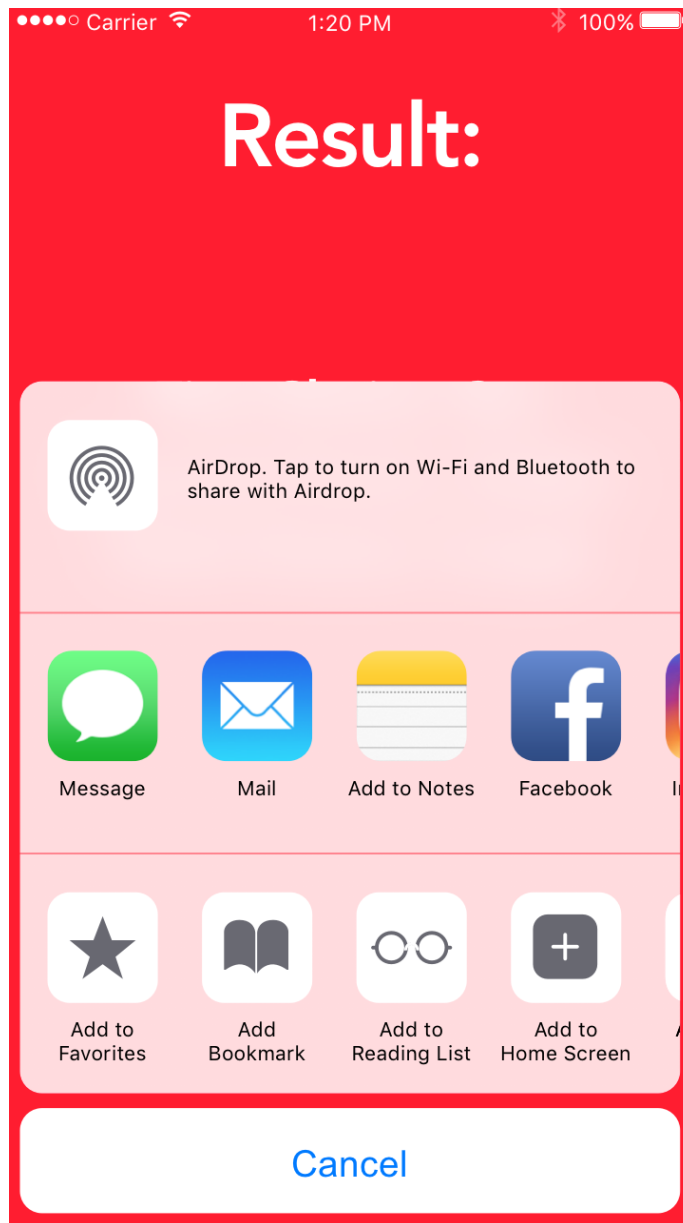 Carrier 1:20 PM 100%
Result:
AirDrop. Tap to turn on Wi-Fi and Bluetooth to
share with Airdrop.
Message Mail Add to Notes Facebook
Add to Add Add to Add to
Favorites Bookmark Reading List Home Screen
Cancel